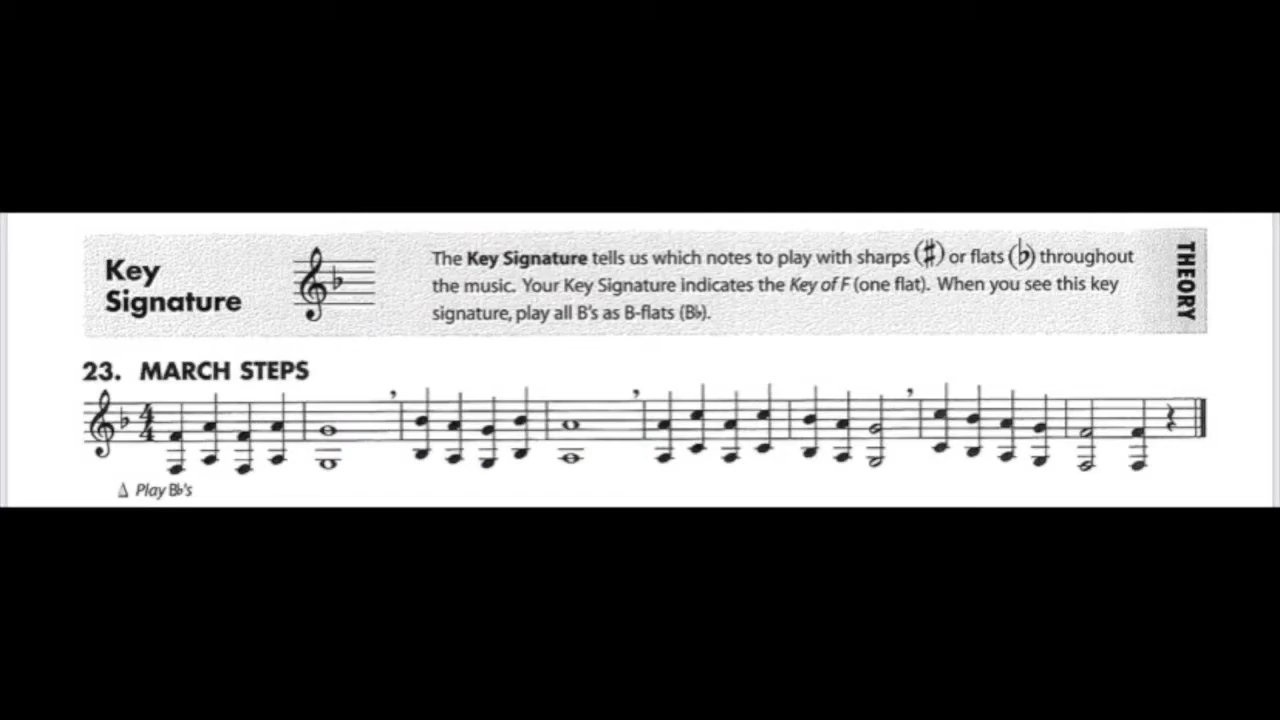 Key
Signature
The Key Signature tells us which notes to play with sharps (♯) or flats (♭) throughout
the music. Your Key Signature indicates the Key of F (one flat). When you see this key
signature, play all B's as B-flats (B♭).
THEORY
23. MARCH STEPS
4
4
△ Play B♭'s